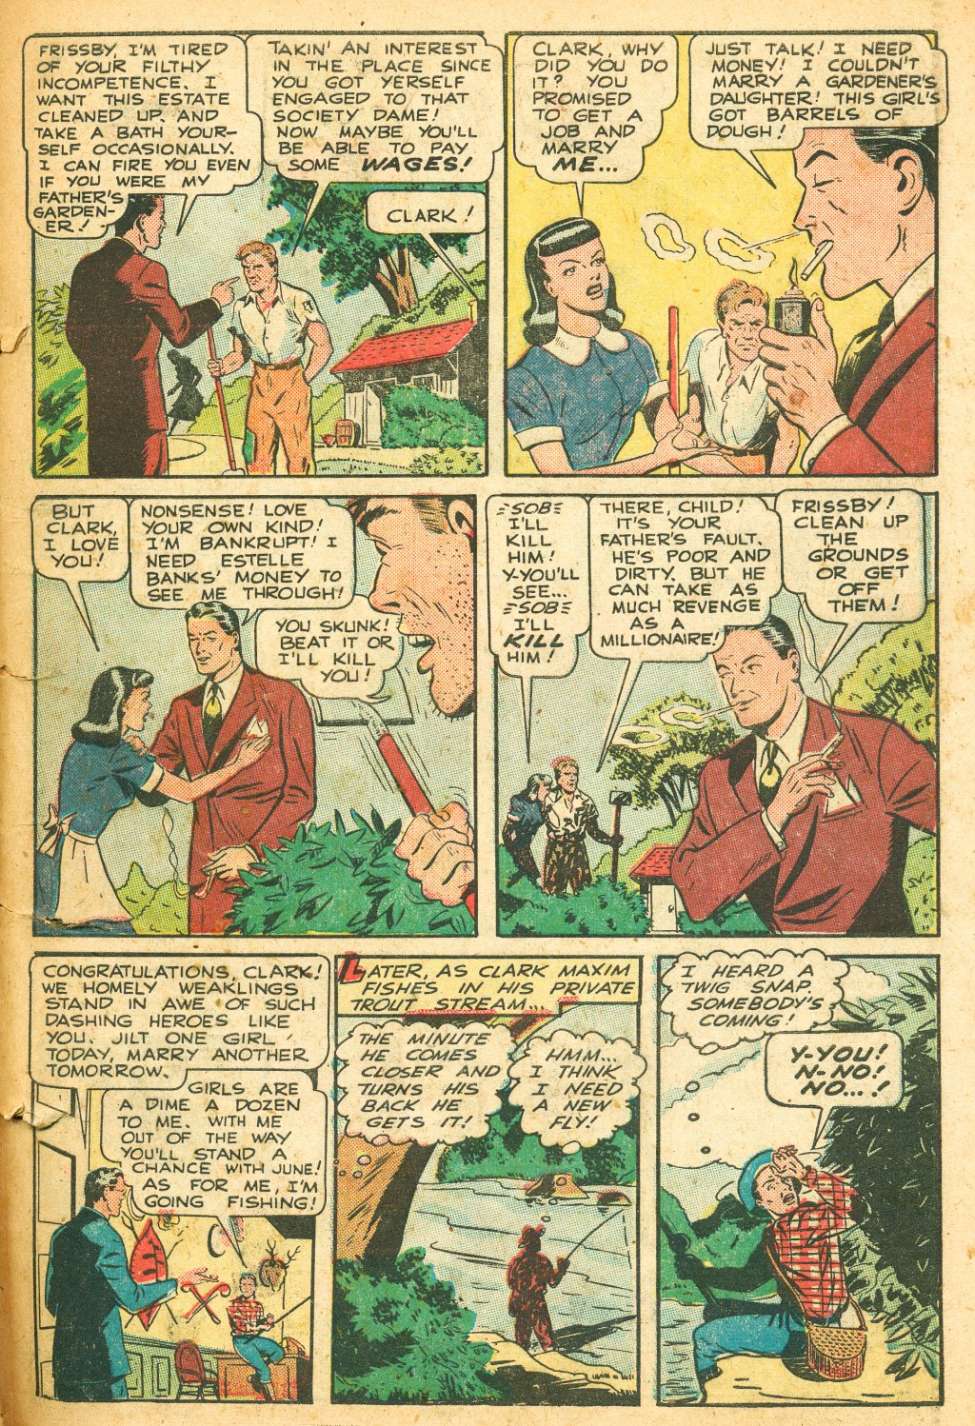 FRISSBY, I'M TIRED
OF YOUR FILTHY
INCOMPETENCE. I
WANT THIS ESTATE
CLEANED UP. AND
TAKE A BATH YOUR-
SELF OCCASIONALLY.
I CAN FIRE YOU EVEN
IF YOU WERE MY
FATHER'S
GARDEN-
ER!
TAKIN' AN INTEREST
IN THE PLACE SINCE
YOU GOT YERSELF
ENGAGED TO THAT
SOCIETY DAME!
NOW MAYBE YOU'LL
BE ABLE TO PAY
SOME WAGES!
CLARK!
CLARK, WHY
DID YOU DO
IT? YOU
PROMISED
TO GET A
JOB AND
MARRY
ME...
JUST TALK! I NEED
MONEY! I COULDN'T
MARRY A GARDENER'S
DAUGHTER! THIS GIRL'S
GOT BARRELS OF
DOUGH!
BUT
CLARK,
I LOVE
YOU!
NONSENSE! LOVE
YOUR OWN KIND!
I'M BANKRUPT! I
NEED ESTELLE
BANKS' MONEY TO
SEE ME THROUGH!
YOU SKUNK!
BEAT IT OR
I'LL KILL
YOU!
SOB
I'LL
KILL
HIM!
Y-YOU'LL
SEE...
SOB
I'LL
KILL
HIM!
THERE, CHILD!
IT'S YOUR
FATHER'S FAULT.
HE'S POOR AND
DIRTY. BUT HE
CAN TAKE AS
MUCH REVENGE
AS A
MILLIONAIRE!
FRISSBY!
CLEAN UP
THE
GROUNDS
OR GET
OFF
THEM!
CONGRATULATIONS, CLARK!
WE HOMELY WEAKLINGS
STAND IN AWE OF SUCH
DASHING HEROES LIKE
YOU. JILT ONE GIRL
TODAY, MARRY ANOTHER
TOMORROW.
GIRLS ARE
A DIME A DOZEN
TO ME. WITH ME
OUT OF THE WAY
YOU'LL STAND A
CHANCE WITH JUNE!
AS FOR ME, I'M
GOING FISHING!
LATER, AS CLARK MAXIM
FISHES IN HIS PRIVATE
TROUT STREAM...
THE MINUTE
HE COMES
CLOSER AND
TURNS HIS
BACK HE
GETS IT!
HMM...
I THINK
I NEED
A NEW
FLY!
I HEARD A
TWIG SNAP.
SOMEBODY'S
COMING!
Y-YOU!
N-NO!
NO...!